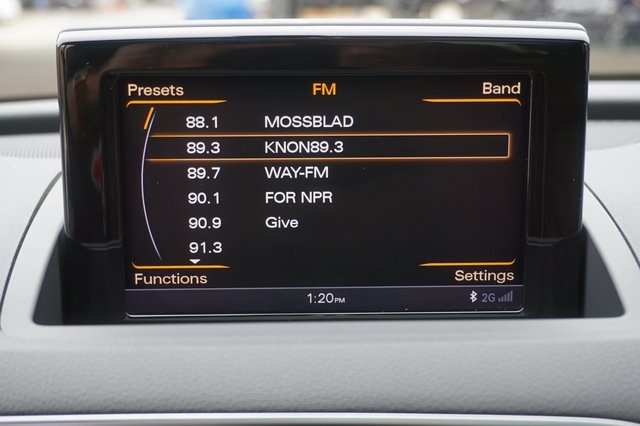 Presets FM Band
88.1 MOSSBLAD
89.3 KNON89.3
89.7 WAY-FM
90.1 FOR NPR
90.9 Give
91.3
Functions Settings
1:20PM 2G